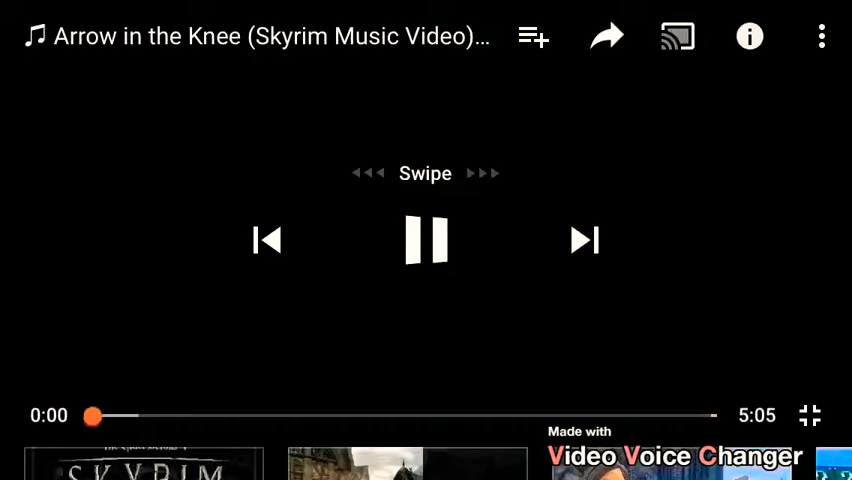 Arrow in the Knee (Skyrim Music Video)...
Swipe
0:00
5:05
Made with
Video Voice Changer
SKYRIM